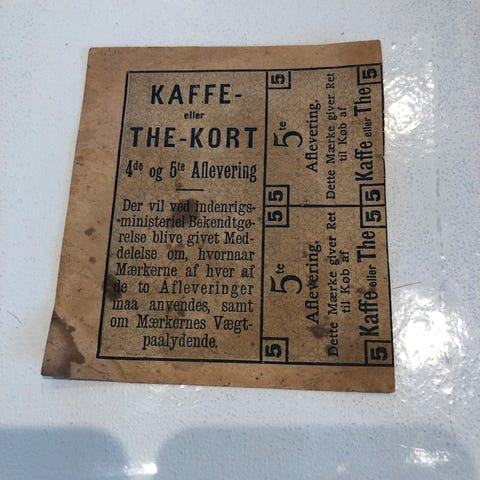 KAFFE-
eller
THE-KORT
4de og 5te Aflevering
Der vil ved indenrigs-
ministeriel Bekendtgø-
relse blive givet Med-
delelse om, hvornaar
Mærkerne af hver af
de to Afleveringer
maa anvendes, samt
om Mærkernes Vægt-
paalydende.
5 5
5te
Aflevering.
Dette Mærke giver Ret
til Køb af
Kaffe eller The
5 5
5 5
5te
Aflevering.
Dette Mærke giver Ret
til Køb af
Kaffe eller The
5 5